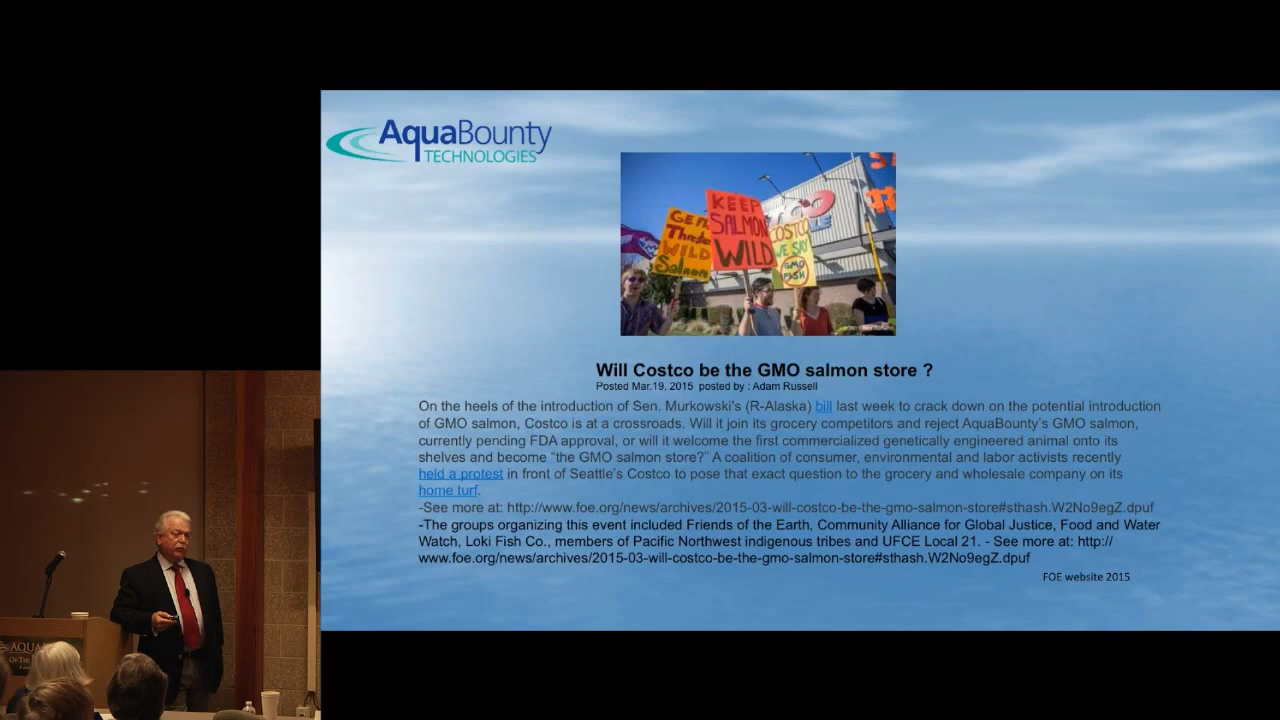 AquaBounty
TECHNOLOGIES
KEEP
SALMON
WILD
WILD
Salmon
COSTCO
WE SAY
GMO
FISH
Will Costco be the GMO salmon store ?
Posted Mar.19, 2015 posted by : Adam Russell
On the heels of the introduction of Sen. Murkowski's (R-Alaska) bill last week to crack down on the potential introduction
of GMO salmon, Costco is at a crossroads. Will it join its grocery competitors and reject AquaBounty's GMO salmon,
currently pending FDA approval, or will it welcome the first commercialized genetically engineered animal onto its
shelves and become "the GMO salmon store?" A coalition of consumer, environmental and labor activists recently
held a protest in front of Seattle's Costco to pose that exact question to the grocery and wholesale company on its
home turf.
-See more at: http://www.foe.org/news/archives/2015-03-will-costco-be-the-gmo-salmon-store#sthash.W2No9egZ.dpuf
-The groups organizing this event included Friends of the Earth, Community Alliance for Global Justice, Food and Water
Watch, Loki Fish Co., members of Pacific Northwest indigenous tribes and UFCE Local 21. - See more at: http://
www.foe.org/news/archives/2015-03-will-costco-be-the-gmo-salmon-store#sthash.W2No9egZ.dpuf
FOE website 2015